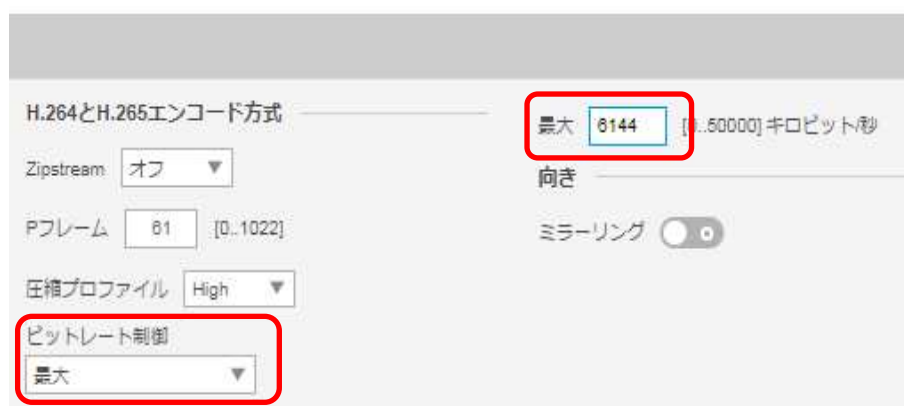 H.264とH.265エンコード方式
Zipstream オフ
Pフレーム 61 [0..1022]
圧縮プロファイル High
ビットレート制御
最大
最大 6144 [0..50000] キロビット/秒
向き
ミラーリング